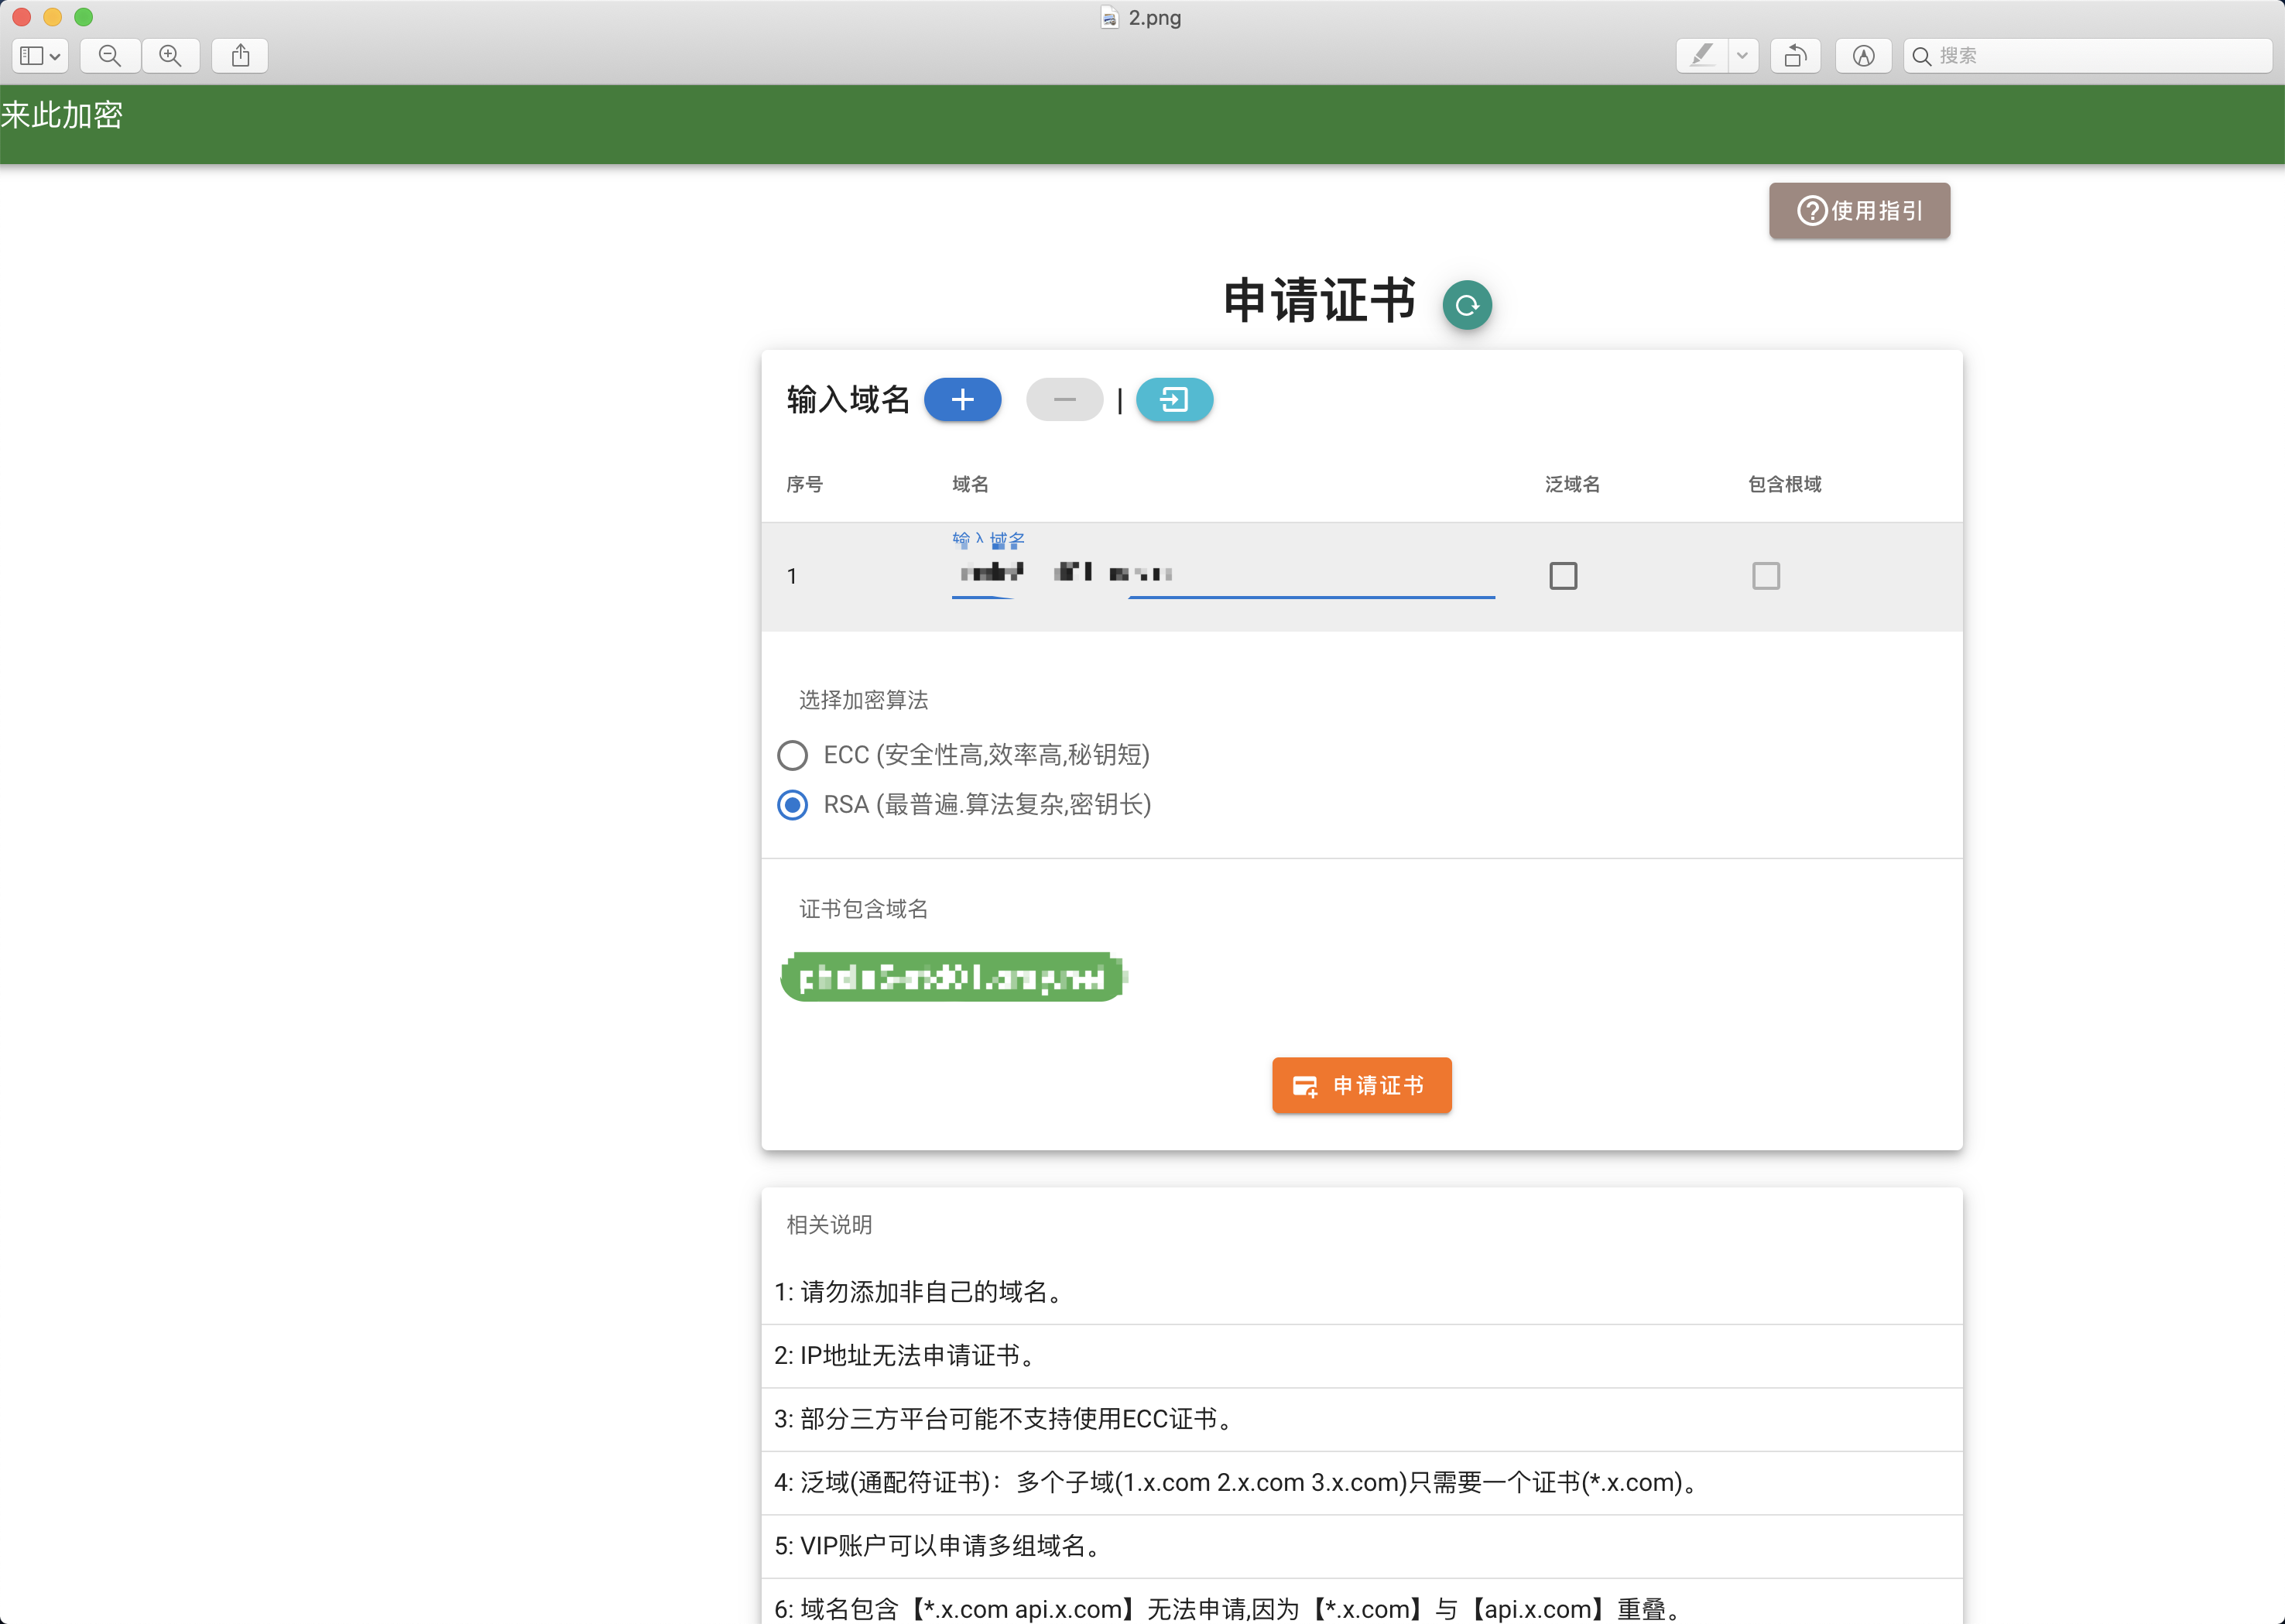 2.png
搜索
来此加密
使用指引
申请证书
输入域名 |
序号 域名 泛域名 包含根域
输入域名
1
选择加密算法
ECC (安全性高,效率高,秘钥短)
RSA (最普遍.算法复杂,密钥长)
证书包含域名
申请证书
相关说明
1: 请勿添加非自己的域名。
2: IP地址无法申请证书。
3: 部分三方平台可能不支持使用ECC证书。
4: 泛域(通配符证书)：多个子域(1.x.com 2.x.com 3.x.com)只需要一个证书(*.x.com)。
5: VIP账户可以申请多组域名。
6: 域名包含【*.x.com api.x.com】无法申请,因为【*.x.com】与【api.x.com】重叠。